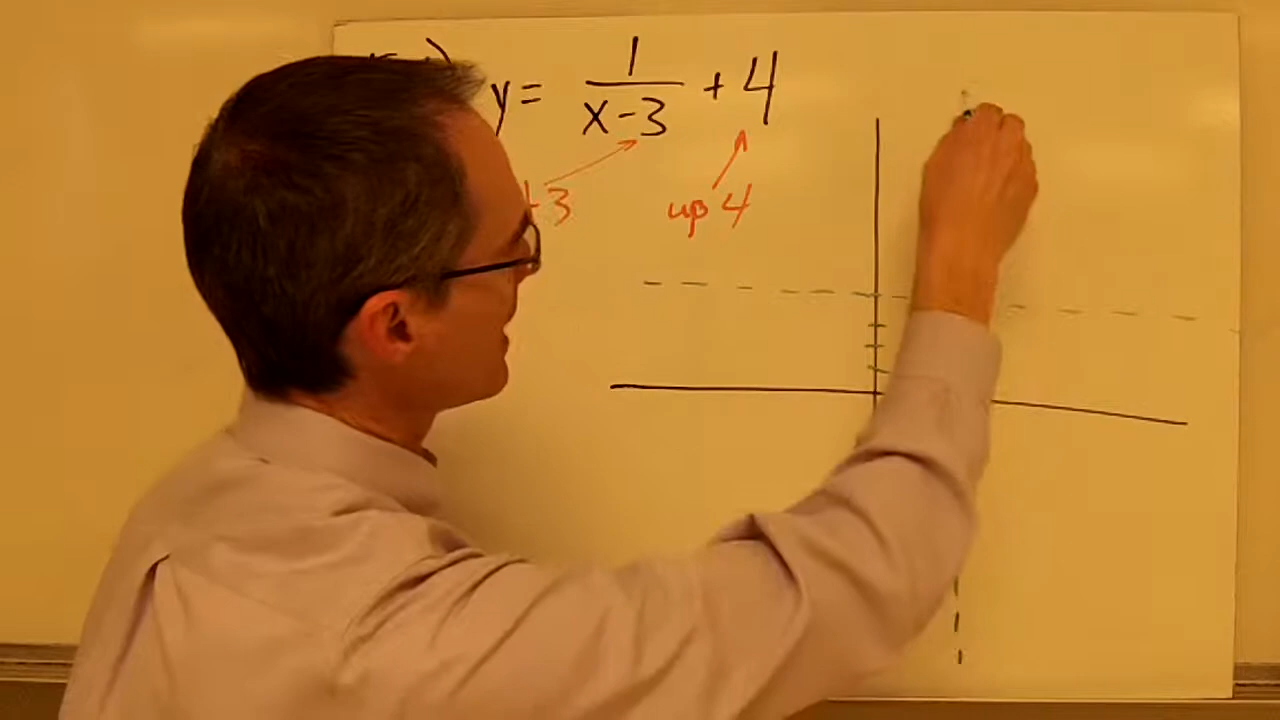 y = 1/(x-3) + 4
+3 up 4